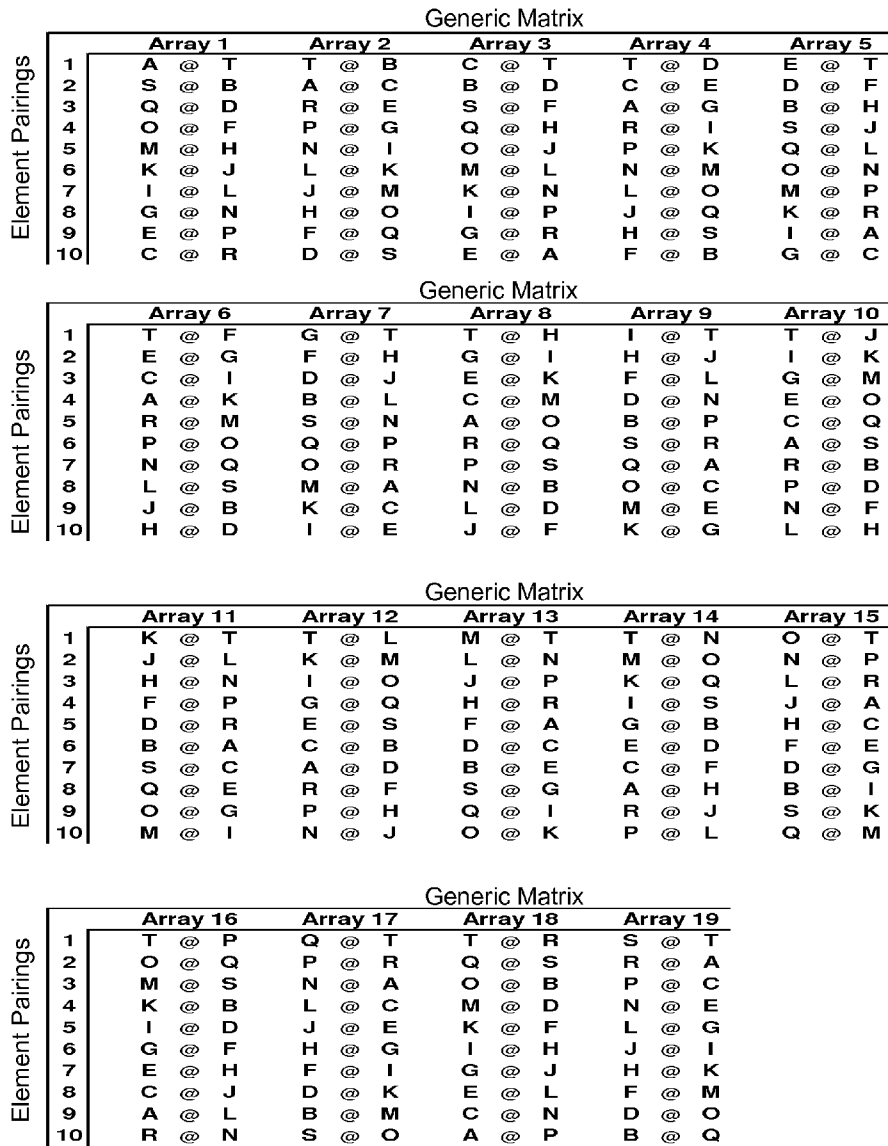 Generic Matrix
Array 1 Array 2 Array 3 Array 4 Array 5
Element Pairings
1 A @ T T @ B C @ T T @ D E @ T
2 S @ B A @ C B @ D C @ E D @ F
3 Q @ D R @ E S @ F A @ G B @ H
4 O @ F P @ G Q @ H R @ I S @ J
5 M @ H N @ I O @ J P @ K Q @ L
6 K @ J L @ K M @ L N @ M O @ N
7 I @ L J @ M K @ N L @ O M @ P
8 G @ N H @ O I @ P J @ Q K @ R
9 E @ P F @ Q G @ R H @ S I @ A
10 C @ R D @ S E @ A F @ B G @ C
Generic Matrix
Array 6 Array 7 Array 8 Array 9 Array 10
Element Pairings
1 T @ F G @ T T @ H I @ T T @ J
2 E @ G F @ H G @ I H @ J I @ K
3 C @ I D @ J E @ K F @ L G @ M
4 A @ K B @ L C @ M D @ N E @ O
5 R @ M S @ N A @ O B @ P C @ Q
6 P @ O Q @ P R @ Q S @ R A @ S
7 N @ Q O @ R P @ S Q @ A R @ B
8 L @ S M @ A N @ B O @ C P @ D
9 J @ B K @ C L @ D M @ E N @ F
10 H @ D I @ E J @ F K @ G L @ H
Generic Matrix
Array 11 Array 12 Array 13 Array 14 Array 15
Element Pairings
1 K @ T T @ L M @ T T @ N O @ T
2 J @ L K @ M L @ N M @ O N @ P
3 H @ N I @ O J @ P K @ Q L @ R
4 F @ P G @ Q H @ R I @ S J @ A
5 D @ R E @ S F @ A G @ B H @ C
6 B @ A C @ B D @ C E @ D F @ E
7 S @ C A @ D B @ E C @ F D @ G
8 Q @ E R @ F S @ G A @ H B @ I
9 O @ G P @ H Q @ I R @ J S @ K
10 M @ I N @ J O @ K P @ L Q @ M
Generic Matrix
Array 16 Array 17 Array 18 Array 19
Element Pairings
1 T @ P Q @ T T @ R S @ T
2 O @ Q P @ R Q @ S R @ A
3 M @ S N @ A O @ B P @ C
4 K @ B L @ C M @ D N @ E
5 I @ D J @ E K @ F L @ G
6 G @ F H @ G I @ H J @ I
7 E @ H F @ I G @ J H @ K
8 C @ J D @ K E @ L F @ M
9 A @ L B @ M C @ N D @ O
10 R @ N S @ O A @ P B @ Q